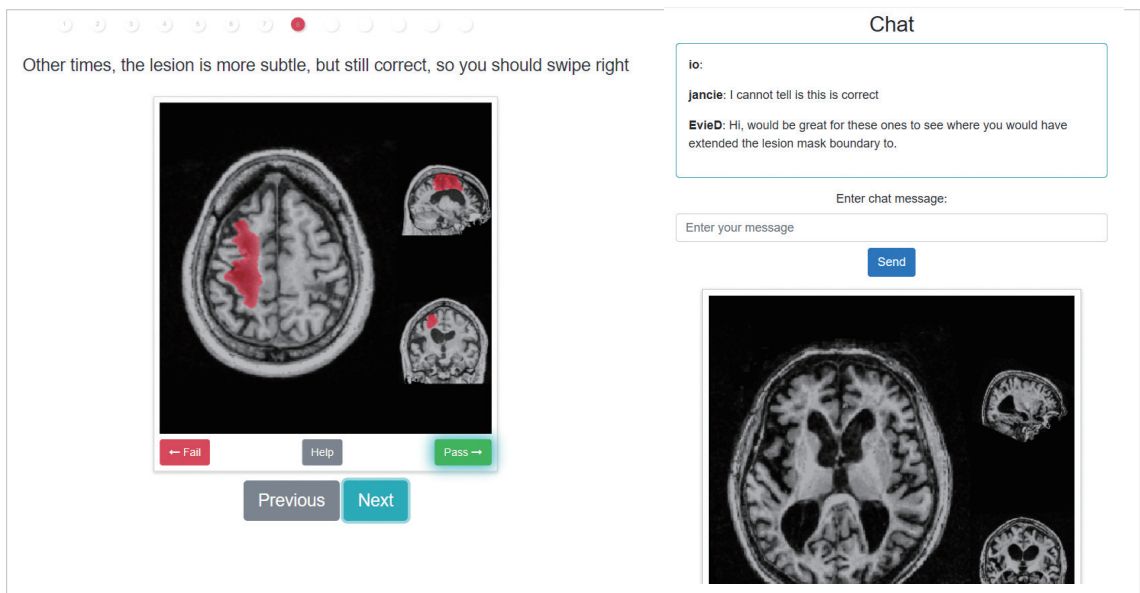 1 2 3 4 5 6 7 8
Other times, the lesion is more subtle, but still correct, so you should swipe right
← Fail
Help
Pass →
Previous
Next
Chat
io:
jancie: I cannot tell is this is correct
EvieD: Hi, would be great for these ones to see where you would have
extended the lesion mask boundary to.
Enter chat message:
Enter your message
Send